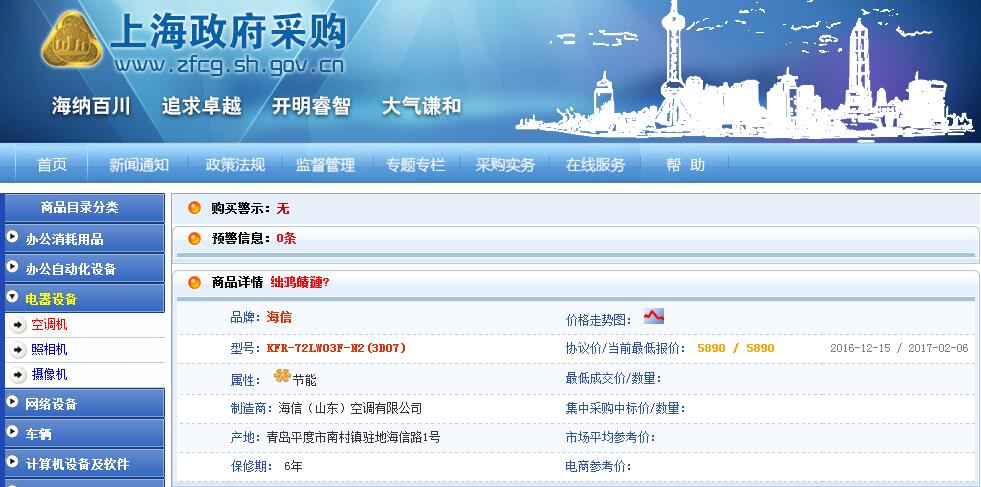 上海政府采购
www.zfcg.sh.gov.cn
海纳百川 追求卓越 开明睿智 大气谦和
首页 新闻通知 政策法规 监督管理 专题专栏 采购实务 在线服务 帮 助
商品目录分类
办公消耗用品
办公自动化设备
电器设备
空调机
照相机
摄像机
网络设备
车辆
计算机设备及软件
购买警示：无
预警信息：0条
商品详情 绌鸿皟鏈?
品牌：海信 价格走势图：
型号：KFR-72LW03F-N2(3D07) 协议价/当前最低报价： 5890 / 5890 2016-12-15 / 2017-02-06
属性： 节能 最低成交价/数量：
制造商：海信（山东）空调有限公司 集中采购中标价/数量：
产地：青岛平度市南村镇驻地海信路1号 市场平均参考价：
保修期： 6年 电商参考价：